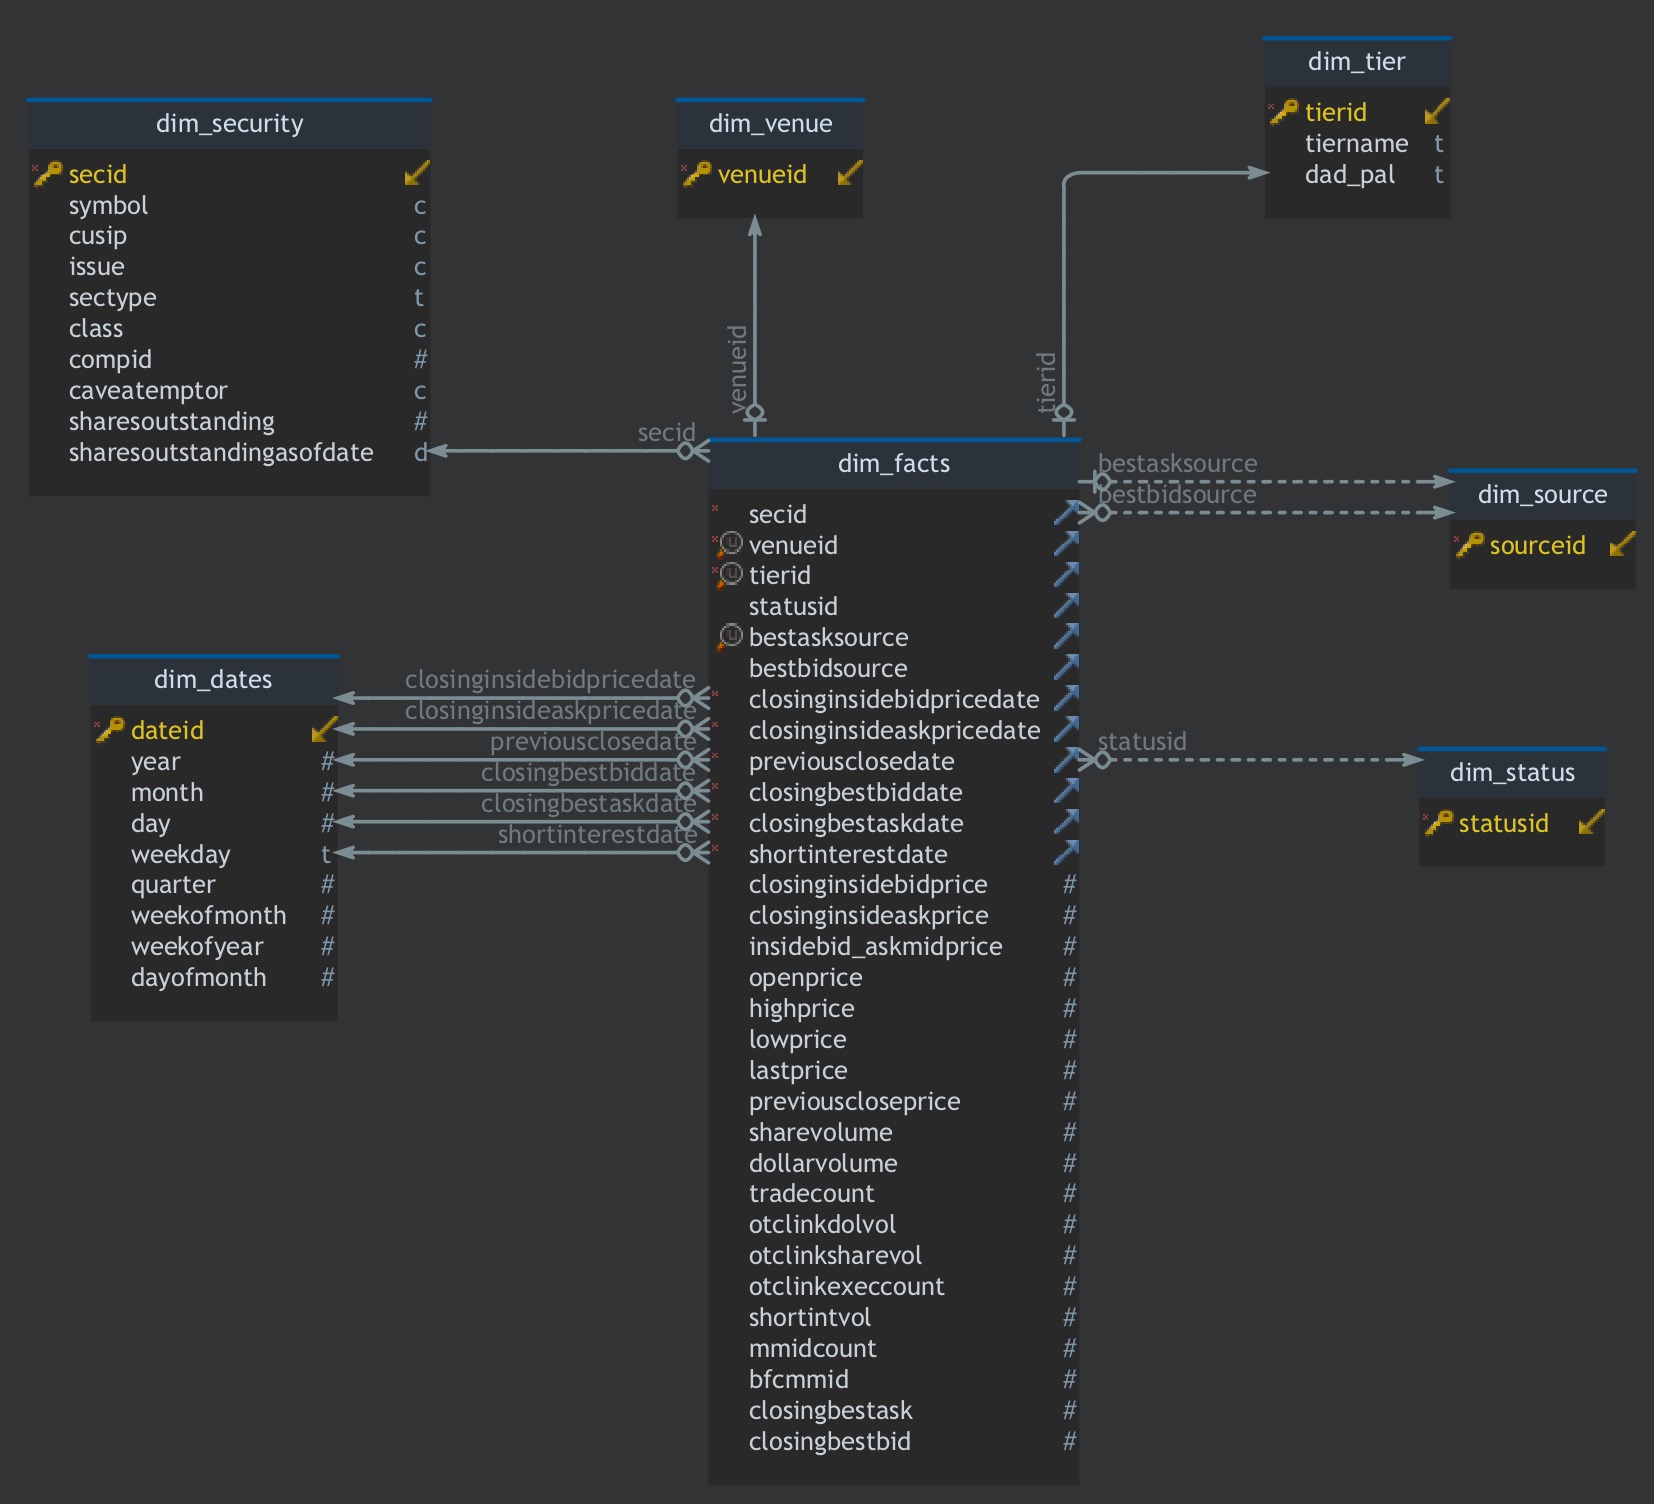 dim_security
secid
symbol c
cusip c
issue c
sectype t
class c
compid #
caveatemptor c
sharesoutstanding #
sharesoutstandingasofdate d
dim_venue
venueid
dim_tier
tierid
tiername t
dad_pal t
venueid
tierid
secid
dim_facts
secid
venueid
tierid
statusid
bestasksource
bestbidsource
closinginsidebidpricedate
closinginsideaskpricedate
previousclosedate
closingbestbiddate
closingbestaskdate
shortinterestdate
closinginsidebidprice #
closinginsideaskprice #
insidebid_askmidprice #
openprice #
highprice #
lowprice #
lastprice #
previouscloseprice #
sharevolume #
dollarvolume #
tradecount #
otclinkdolvol #
otclinksharevol #
otclinkexeccount #
shortintvol #
mmidcount #
bfcmmid #
closingbestask #
closingbestbid #
bestasksource
bestbidsource
dim_source
sourceid
dim_dates
dateid
year #
month #
day #
weekday t
quarter #
weekofmonth #
weekofyear #
dayofmonth #
closinginsidebidpricedate
closinginsideaskpricedate
previousclosedate
closingbestbiddate
closingbestaskdate
shortinterestdate
statusid
dim_status
statusid